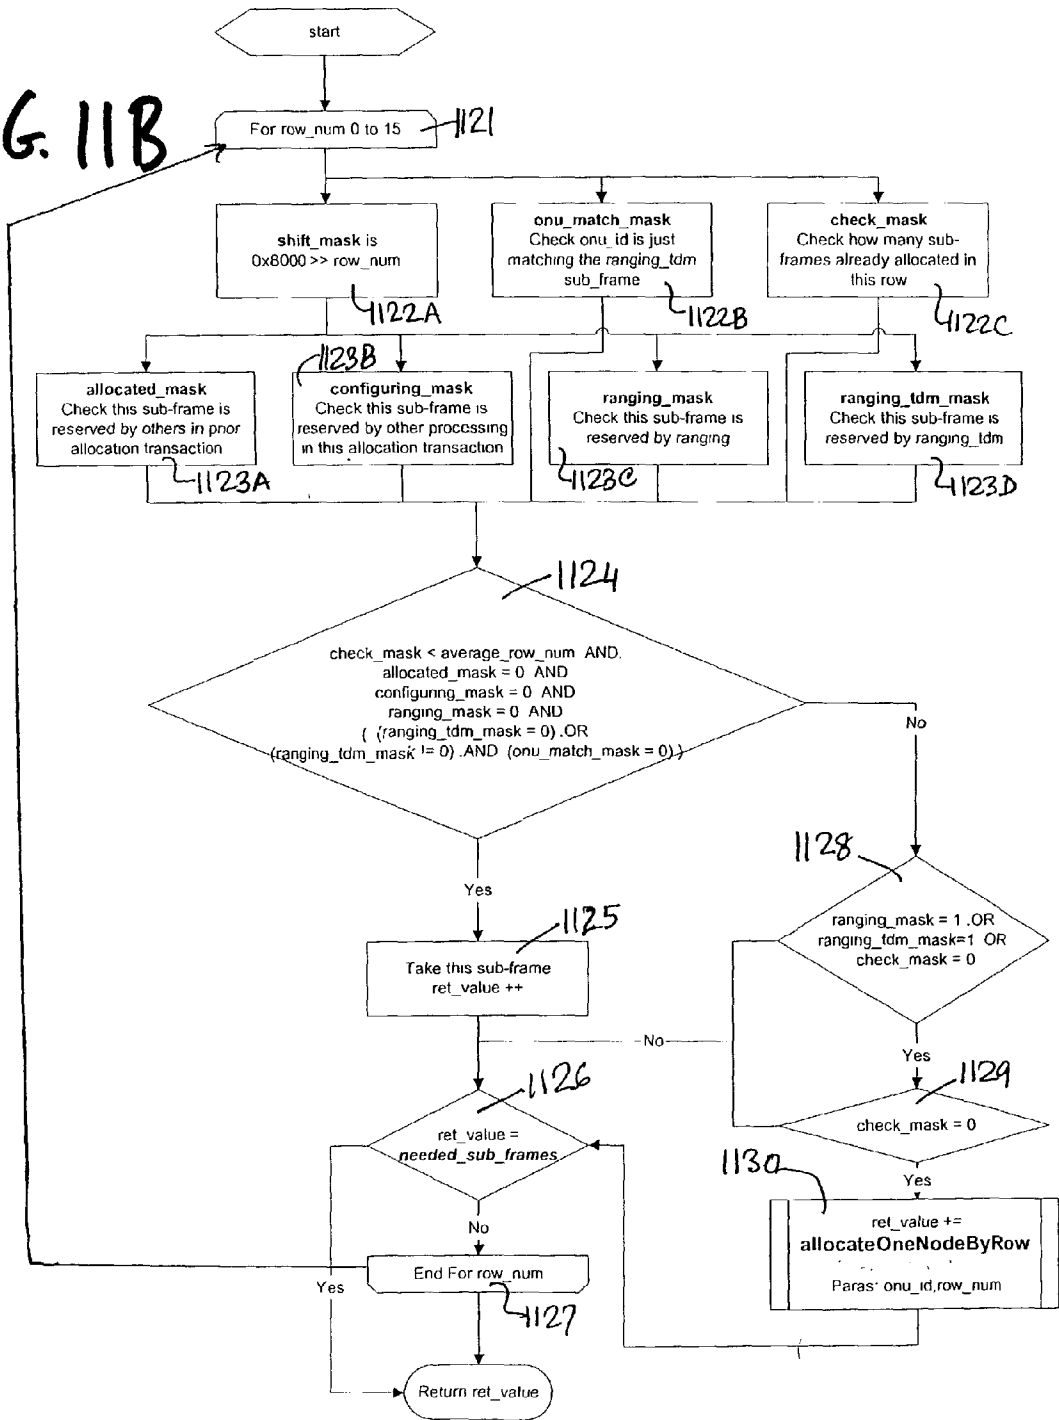 start
G. 11B
For row_num 0 to 15
1121
shift_mask is
0x8000 >> row_num
1122A
onu_match_mask
Check onu_id is just
matching the ranging_tdm
sub_frame
1122B
check_mask
Check how many sub-
frames already allocated in
this row
1122C
allocated_mask
Check this sub-frame is
reserved by others in prior
allocation transaction
1123A
1123B
configuring_mask
Check this sub-frame is
reserved by other processing
in this allocation transaction
ranging_mask
Check this sub-frame is
reserved by ranging
1123C
ranging_tdm_mask
Check this sub-frame is
reserved by ranging_tdm
1123D
1124
check_mask < average_row_num AND.
allocated_mask = 0 AND
configuring_mask = 0 AND
ranging_mask = 0 AND
( (ranging_tdm_mask = 0) .OR
(ranging_tdm_mask != 0) .AND (onu_match_mask = 0) )
No
Yes
1128
ranging_mask = 1 .OR
ranging_tdm_mask=1 OR
check_mask = 0
1125
Take this sub-frame
ret_value ++
No
Yes
1129
check_mask = 0
1126
ret_value =
needed_sub_frames
Yes
1130
ret_value +=
allocateOneNodeByRow
Paras: onu_id,row_num
No
End For row_num
Yes
1127
Return ret_value